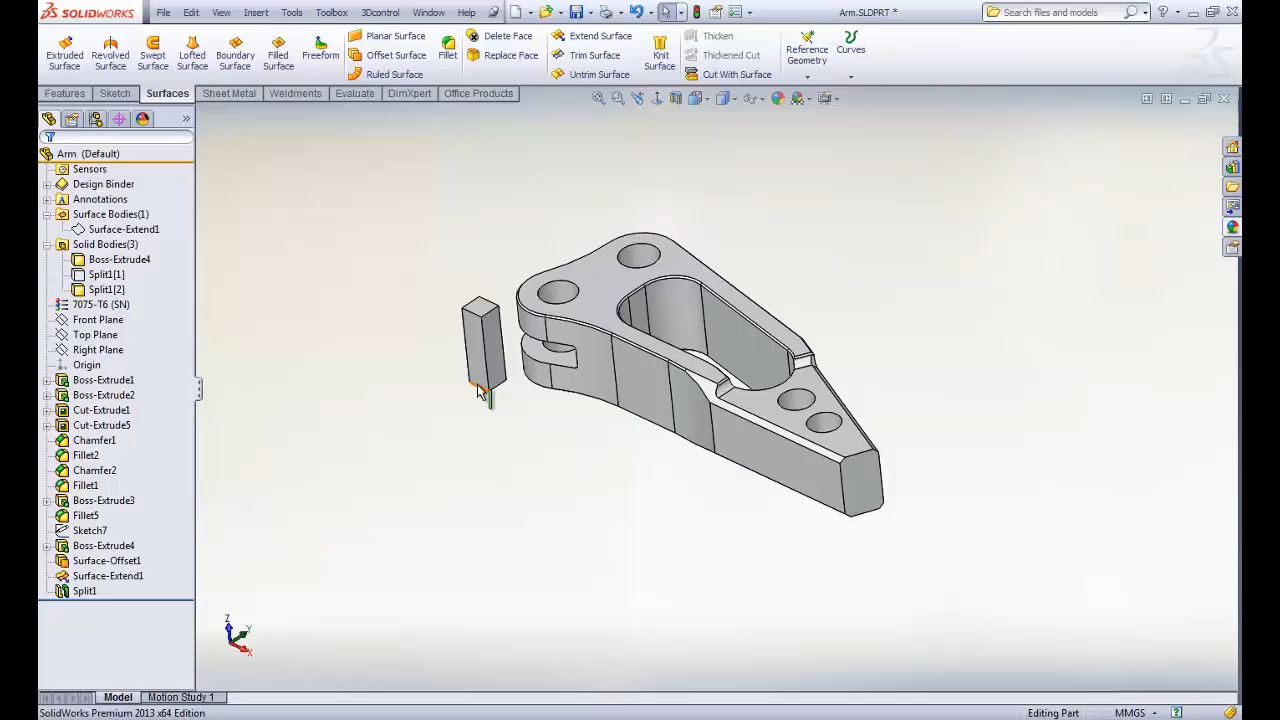 SOLIDWORKS File Edit View Insert Tools Toolbox 3Dcontrol Window Help Arm.SLDPRT * Search files and models
Extruded Surface
Revolved Surface
Swept Surface
Lofted Surface
Boundary Surface
Filled Surface
Freeform
Planar Surface
Offset Surface
Ruled Surface
Fillet
Delete Face
Replace Face
Extend Surface
Trim Surface
Untrim Surface
Knit Surface
Thicken
Thickened Cut
Cut With Surface
Reference Geometry
Curves
Features Sketch Surfaces Sheet Metal Weldments Evaluate DimXpert Office Products
Arm (Default)
Sensors
Design Binder
Annotations
Surface Bodies(1)
Surface-Extend1
Solid Bodies(3)
Boss-Extrude4
Split1[1]
Split1[2]
7075-T6 (SN)
Front Plane
Top Plane
Right Plane
Origin
Boss-Extrude1
Boss-Extrude2
Cut-Extrude1
Cut-Extrude5
Chamfer1
Fillet2
Chamfer2
Fillet1
Boss-Extrude3
Fillet5
Sketch7
Boss-Extrude4
Surface-Offset1
Surface-Extend1
Split1
Z
Y
X
Model Motion Study 1
SolidWorks Premium 2013 x64 Edition Editing Part MMGS